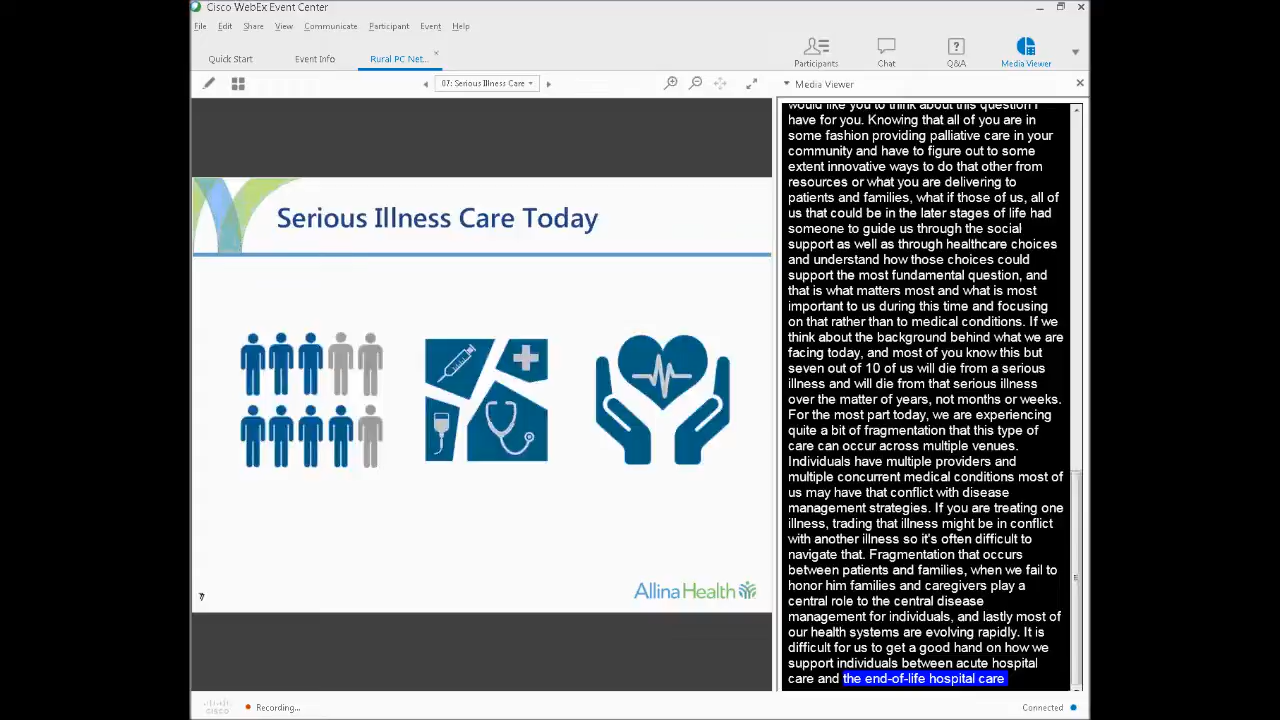 Cisco WebEx Event Center
File Edit Share View Communicate Participant Event Help
Quick Start Event Info Rural PC Net...
Participants Chat Q&A Media Viewer
07: Serious Illness Care
Media Viewer
Serious Illness Care Today
Allina Health
7
would like you to think about this question I
have for you. Knowing that all of you are in
some fashion providing palliative care in your
community and have to figure out to some
extent innovative ways to do that other from
resources or what you are delivering to
patients and families, what if those of us, all of
us that could be in the later stages of life had
someone to guide us through the social
support as well as through healthcare choices
and understand how those choices could
support the most fundamental question, and
that is what matters most and what is most
important to us during this time and focusing
on that rather than to medical conditions. If we
think about the background behind what we are
facing today, and most of you know this but
seven out of 10 of us will die from a serious
illness and will die from that serious illness
over the matter of years, not months or weeks.
For the most part today, we are experiencing
quite a bit of fragmentation that this type of
care can occur across multiple venues.
Individuals have multiple providers and
multiple concurrent medical conditions most of
us may have that conflict with disease
management strategies. If you are treating one
illness, trading that illness might be in conflict
with another illness so it's often difficult to
navigate that. Fragmentation that occurs
between patients and families, when we fail to
honor him families and caregivers play a
central role to the central disease
management for individuals, and lastly most of
our health systems are evolving rapidly. It is
difficult for us to get a good hand on how we
support individuals between acute hospital
care and the end-of-life hospital care
CISCO Recording... Connected